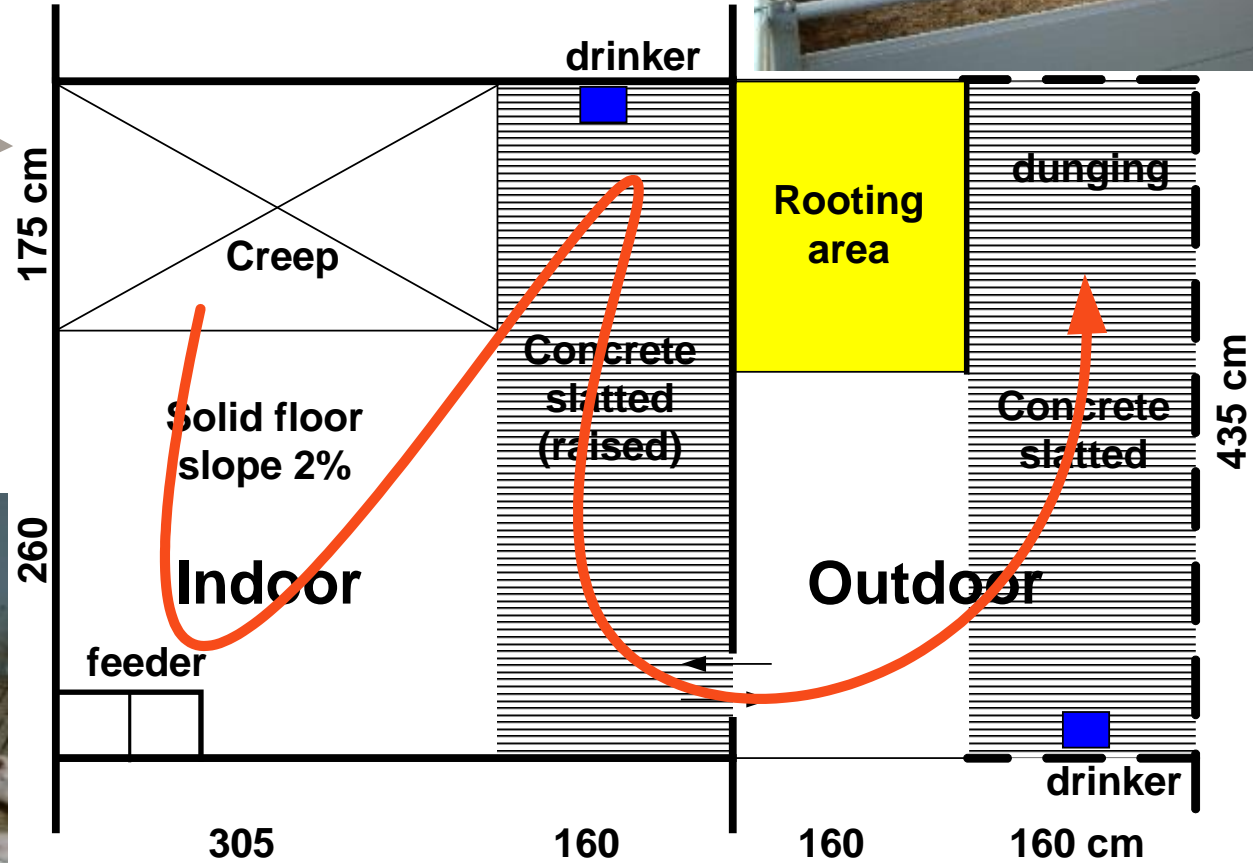 drinker
175 cm
Creep
Rooting
area
dunging
Concrete
slatted
(raised)
Solid floor
slope 2%
Concrete
slatted
435 cm
260
Indoor
Outdoor
feeder
drinker
305
160
160
160 cm